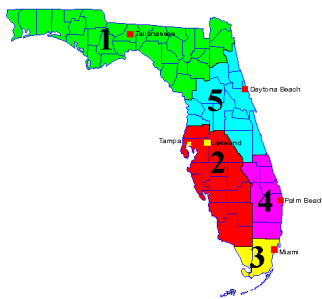 1
Tallahassee
5
Daytona Beach
Tampa
Lakeland
2
4
Palm Beach
3
Miami